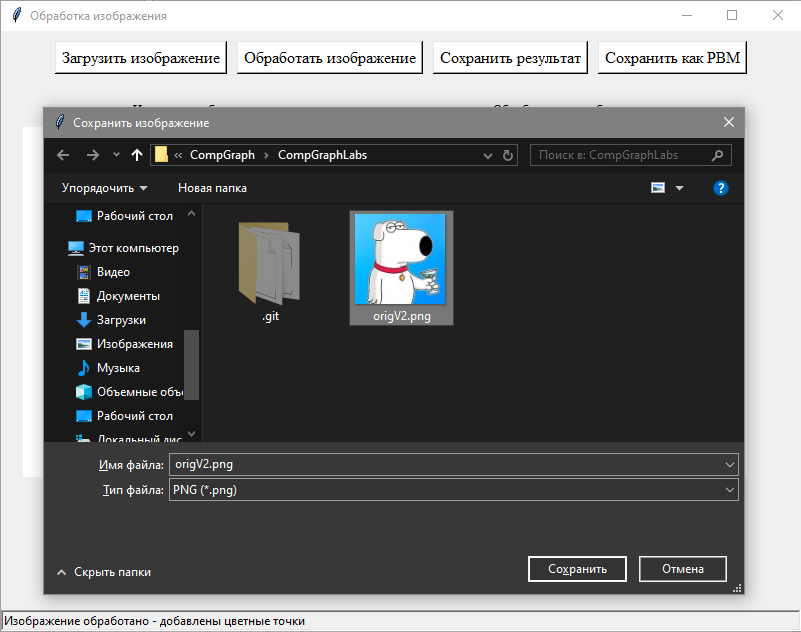 Обработка изображения
Загрузить изображение Обработать изображение Сохранить результат Сохранить как PBM
Сохранить изображение
« CompGraph › CompGraphLabs
Поиск в: CompGraphLabs
Упорядочить Новая папка ?
Рабочий стол
Этот компьютер
Видео
Документы
Загрузки
Изображения
Музыка
Объемные объ
Рабочий стол
Локальный дис
.git
origV2.png
Имя файла: origV2.png
Тип файла: PNG (*.png)
Скрыть папки
Сохранить Отмена
Изображение обработано - добавлены цветные точки